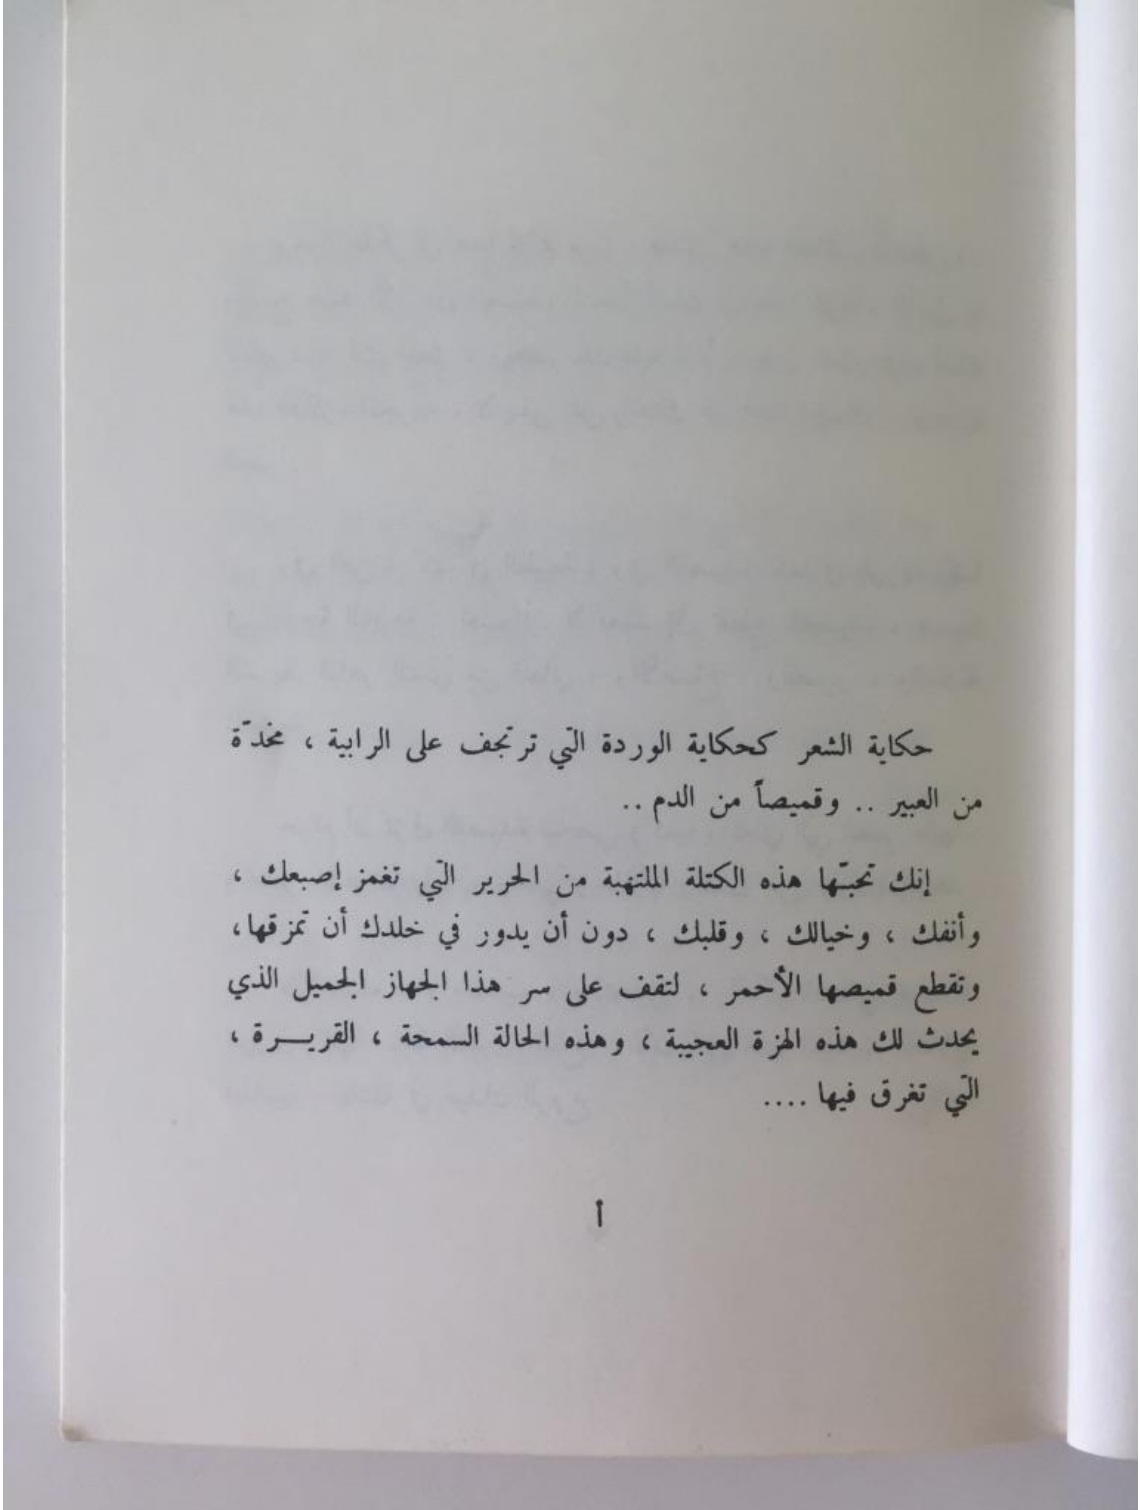 حكاية الشعر كحكاية الوردة التي ترتجف على الرابية ، مخدّة
من العبير .. وقميصاً من الدم ..
إنك تحبّها هذه الكتلة الملتهبة من الحرير التي تغمز إصبعك ،
وأنفك ، وخيالك ، وقلبك ، دون أن يدور في خلدك أن تمزقها،
وتقطع قميصها الأحمر ، لتقف على سر هذا الجهاز الجميل الذي
يحدث لك هذه الهزة العجيبة ، وهذه الحالة السمحة ، القريــرة ،
التي تغرق فيها ....
أ